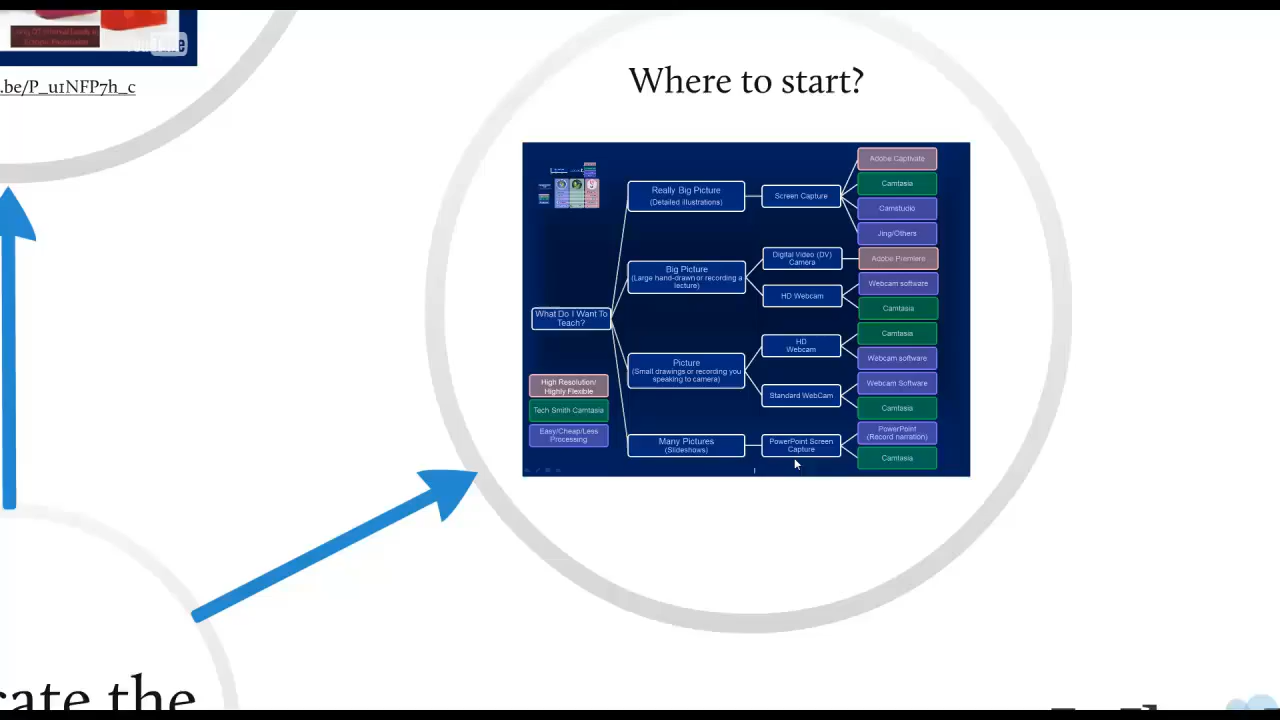 YouTube
.be/P_u1NFP7h_c
Where to start?
What Do I Want To
Teach?
Really Big Picture
(Detailed illustrations)
Screen Capture
Adobe Captivate
Camtasia
Camstudio
Jing/Others
Big Picture
(Large hand-drawn or recording a
lecture)
Digital Video (DV)
Camera
Adobe Premiere
HD Webcam
Webcam software
Camtasia
Picture
(Small drawings or recording you
speaking to camera)
HD
Webcam
Camtasia
Webcam software
Standard WebCam
Webcam Software
Camtasia
Many Pictures
(Slideshows)
PowerPoint Screen
Capture
PowerPoint
(Record narration)
Camtasia
High Resolution/
Highly Flexible
Tech Smith Camtasia
Easy/Cheap/Less
Processing
cate the